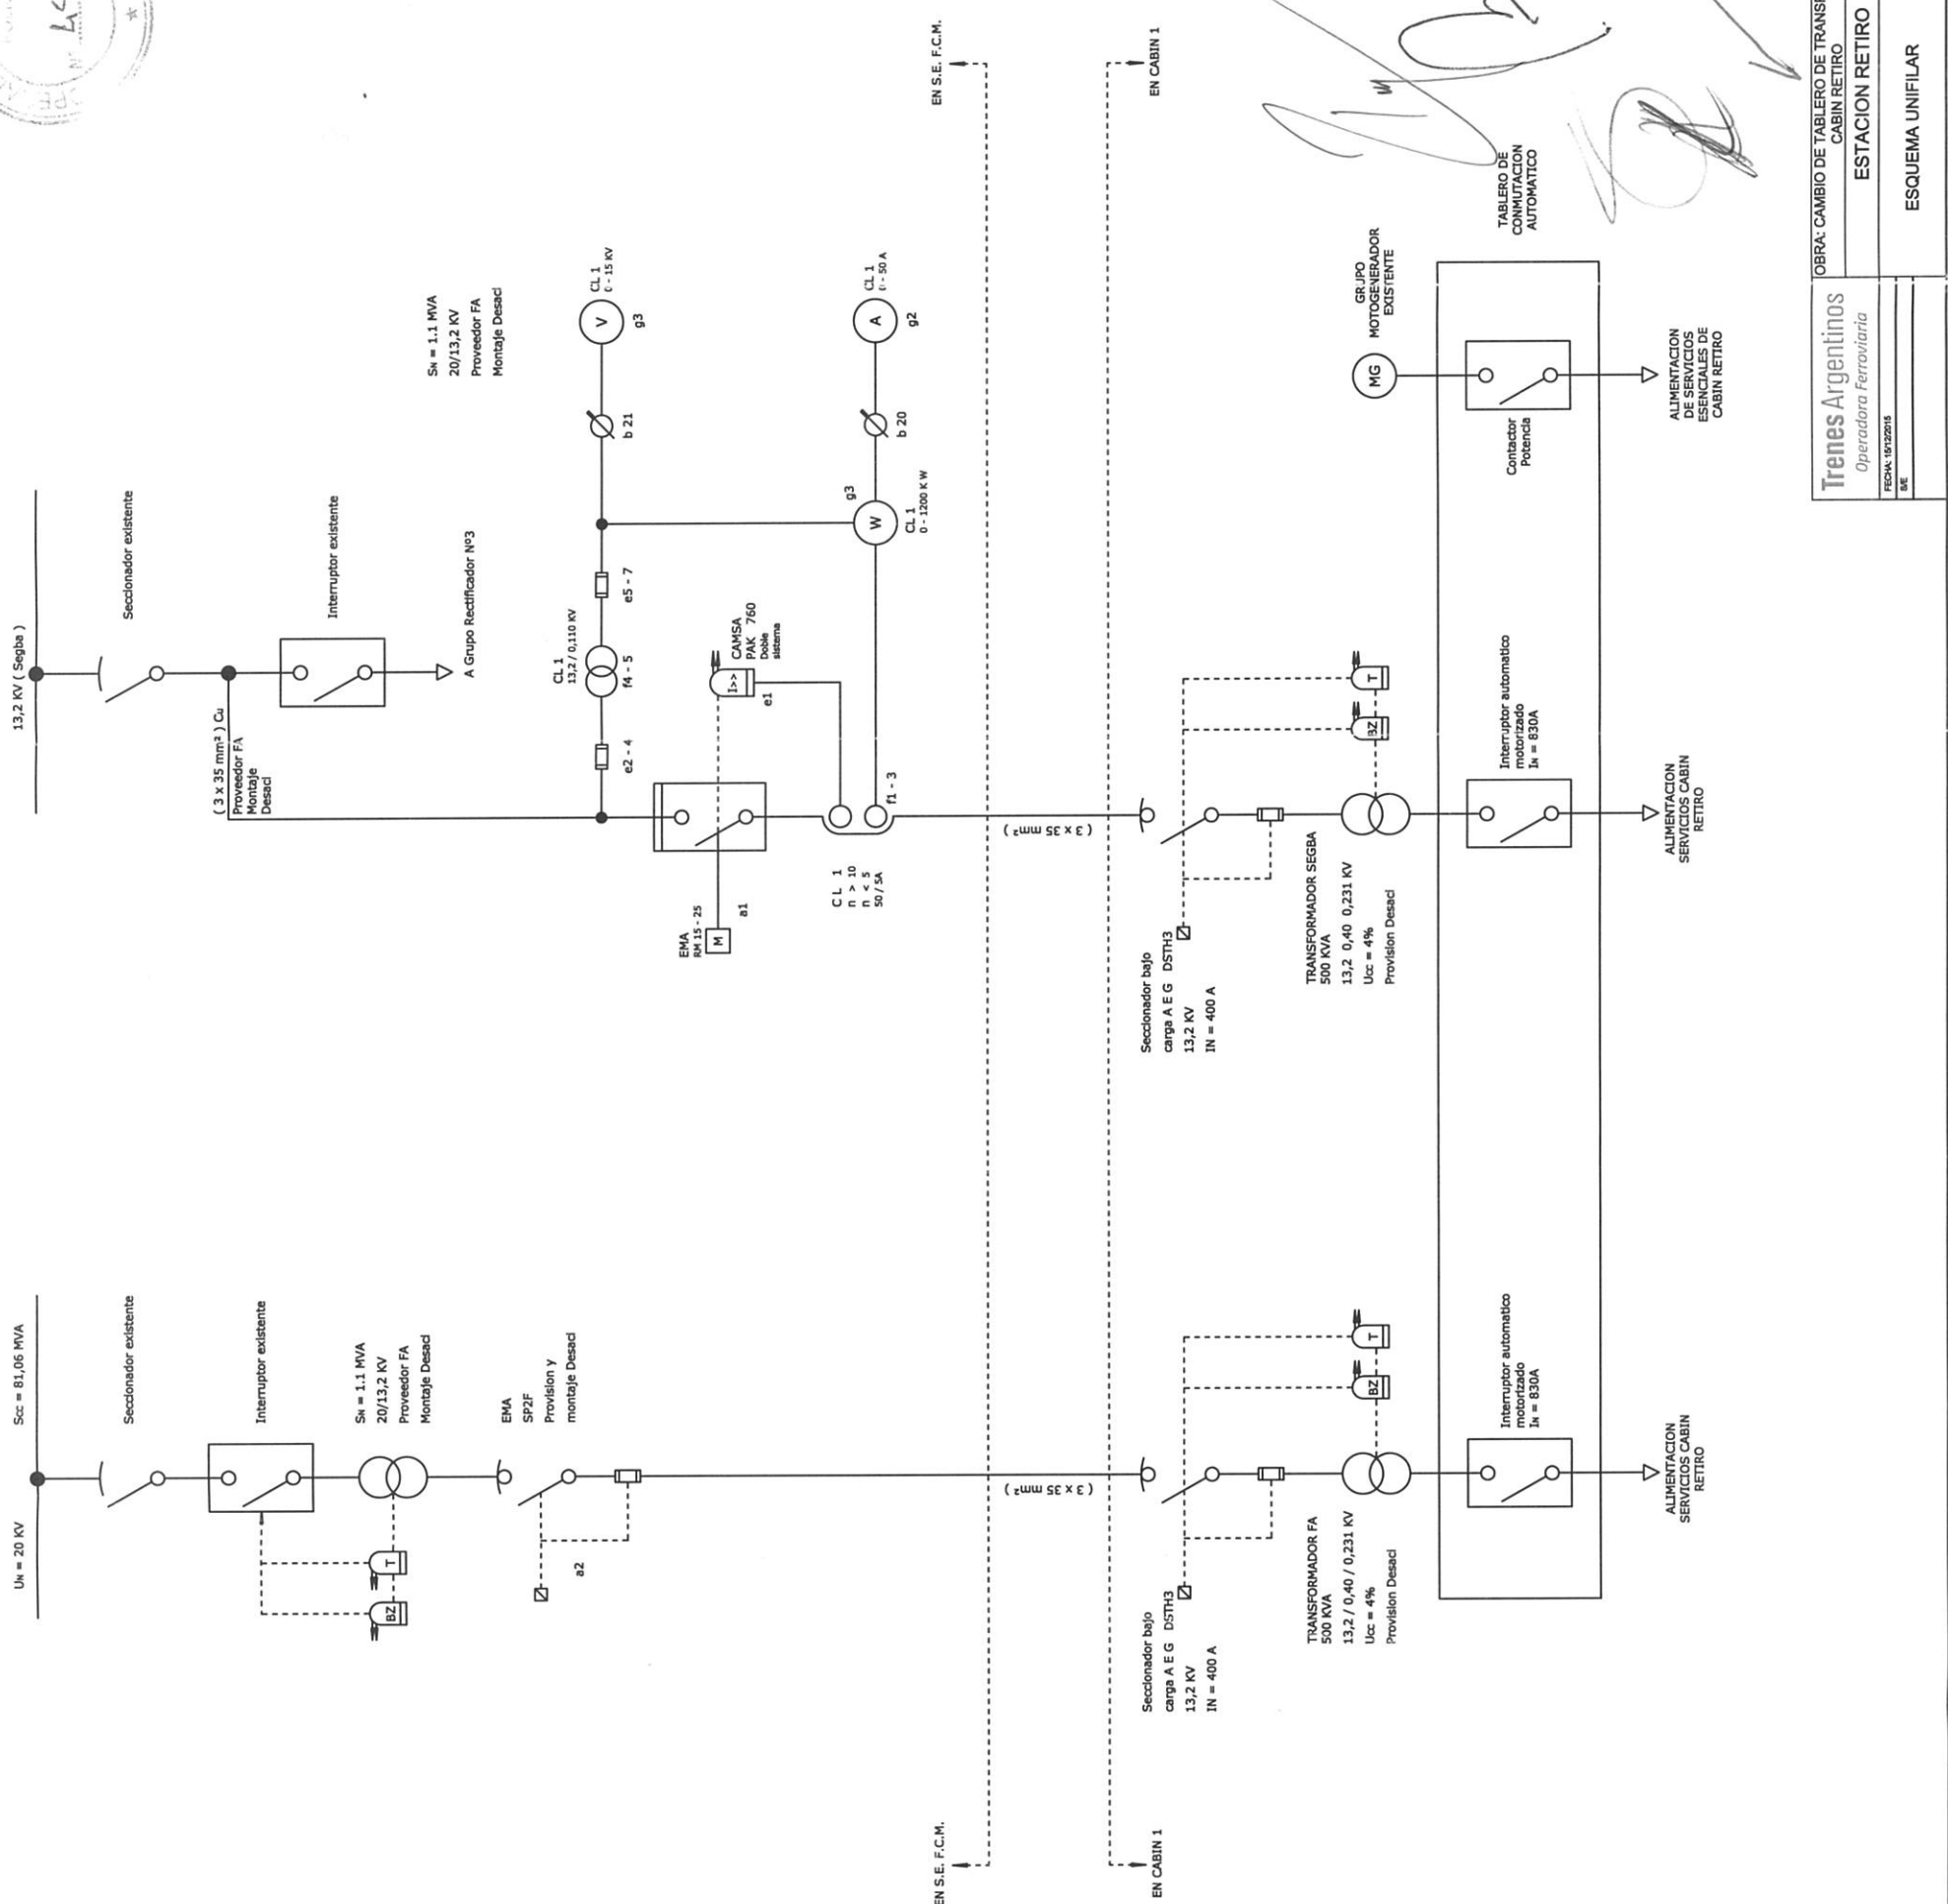 13,2 KV ( Segba )
Seccionador existente
Interruptor existente
A Grupo Rectificador Nº3
( 3 x 35 mm² ) Cu
Proveedor FA
Montaje
Desaci
SN = 1.1 MVA
20/13,2 KV
Proveedor FA
Montaje Desaci
CL 1
0 - 15 KV
V
g3
b 21
e5 - 7
CL 1
13,2 / 0,110 KV
f4 - 5
e2 - 4
CL 1
0 - 50 A
A
g2
b 20
g3
W
CL 1
0 - 1200 K W
CAMSA
PAK 760
Doble
sistema
I>>
e1
f1 - 3
EMA
RM 15 - 25
M
a1
C L 1
n > 10
n < 5
50 / 5A
UN = 20 KV
Scc = 81,06 MVA
Seccionador existente
Interruptor existente
SN = 1.1 MVA
20/13,2 KV
Proveedor FA
Montaje Desaci
BZ
T
EMA
SP2F
Provision y
montaje Desaci
a2
EN S.E. F.C.M.
EN S.E. F.C.M.
( 3 x 35 mm² )
( 3 x 35 mm² )
EN CABIN 1
EN CABIN 1
Seccionador bajo
carga A E G DSTH3
13,2 KV
IN = 400 A
BZ
T
TRANSFORMADOR FA
500 KVA
13,2 / 0,40 / 0,231 KV
Ucc = 4%
Provision Desaci
Interruptor automatico
motorizado
IN = 830A
ALIMENTACION
SERVICIOS CABIN
RETIRO
Seccionador bajo
carga A E G DSTH3
13,2 KV
IN = 400 A
BZ
T
TRANSFORMADOR SEGBA
500 KVA
13,2 0,40 0,231 KV
Ucc = 4%
Provision Desaci
Interruptor automatico
motorizado
IN = 830A
ALIMENTACION
SERVICIOS CABIN
RETIRO
GRUPO
MOTOGENERADOR
EXISTENTE
MG
Contactor
Potencia
ALIMENTACION
DE SERVICIOS
ESENCIALES DE
CABIN RETIRO
TABLERO DE
CONMUTACION
AUTOMATICO
Trenes Argentinos
Operadora Ferroviaria
FECHA: 15/12/2015
S/E
OBRA: CAMBIO DE TABLERO DE
CABIN RETIRO
ESTACION RETIRO
ESQUEMA UNIFILAR
Nº